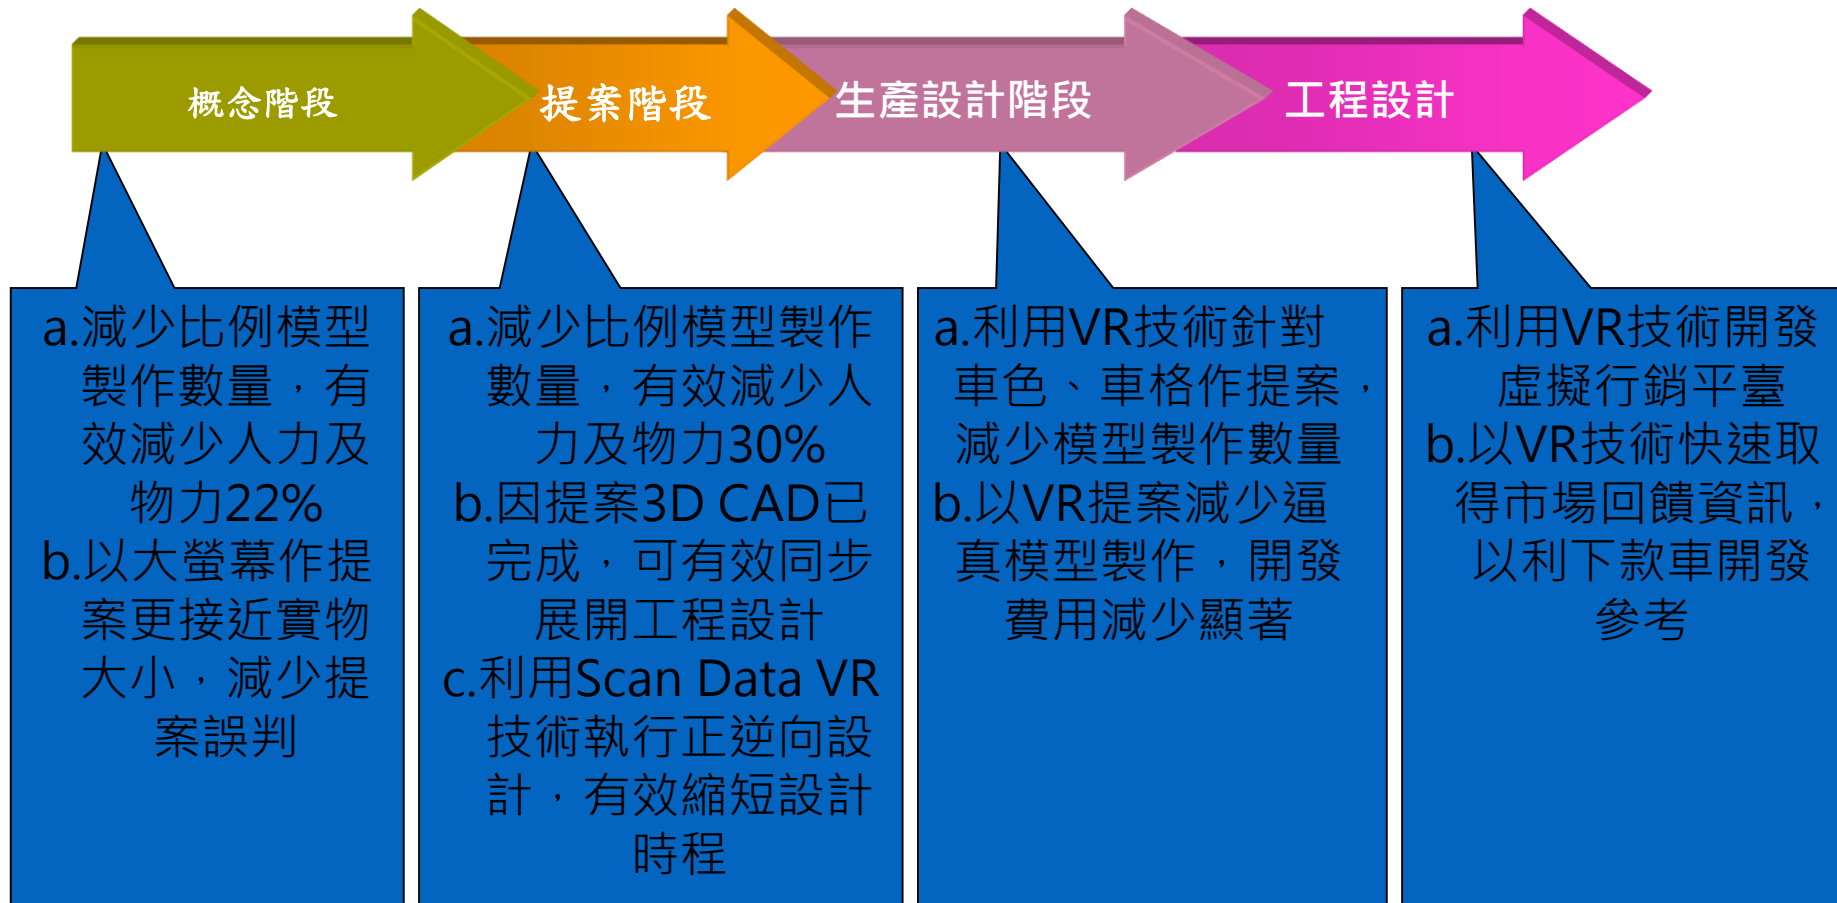 概念階段
提案階段
生產設計階段
工程設計
a.減少比例模型
製作數量，有
效減少人力及
物力22%
b.以大螢幕作提
案更接近實物
大小，減少提
案誤判
a.減少比例模型製作
數量，有效減少人
力及物力30%
b.因提案3D CAD已
完成，可有效同步
展開工程設計
c.利用Scan Data VR
技術執行正逆向設
計，有效縮短設計
時程
a.利用VR技術針對
車色、車格作提案，
減少模型製作數量
b.以VR提案減少逼
真模型製作，開發
費用減少顯著
a.利用VR技術開發
虛擬行銷平臺
b.以VR技術快速取
得市場回饋資訊，
以利下款車開發
參考